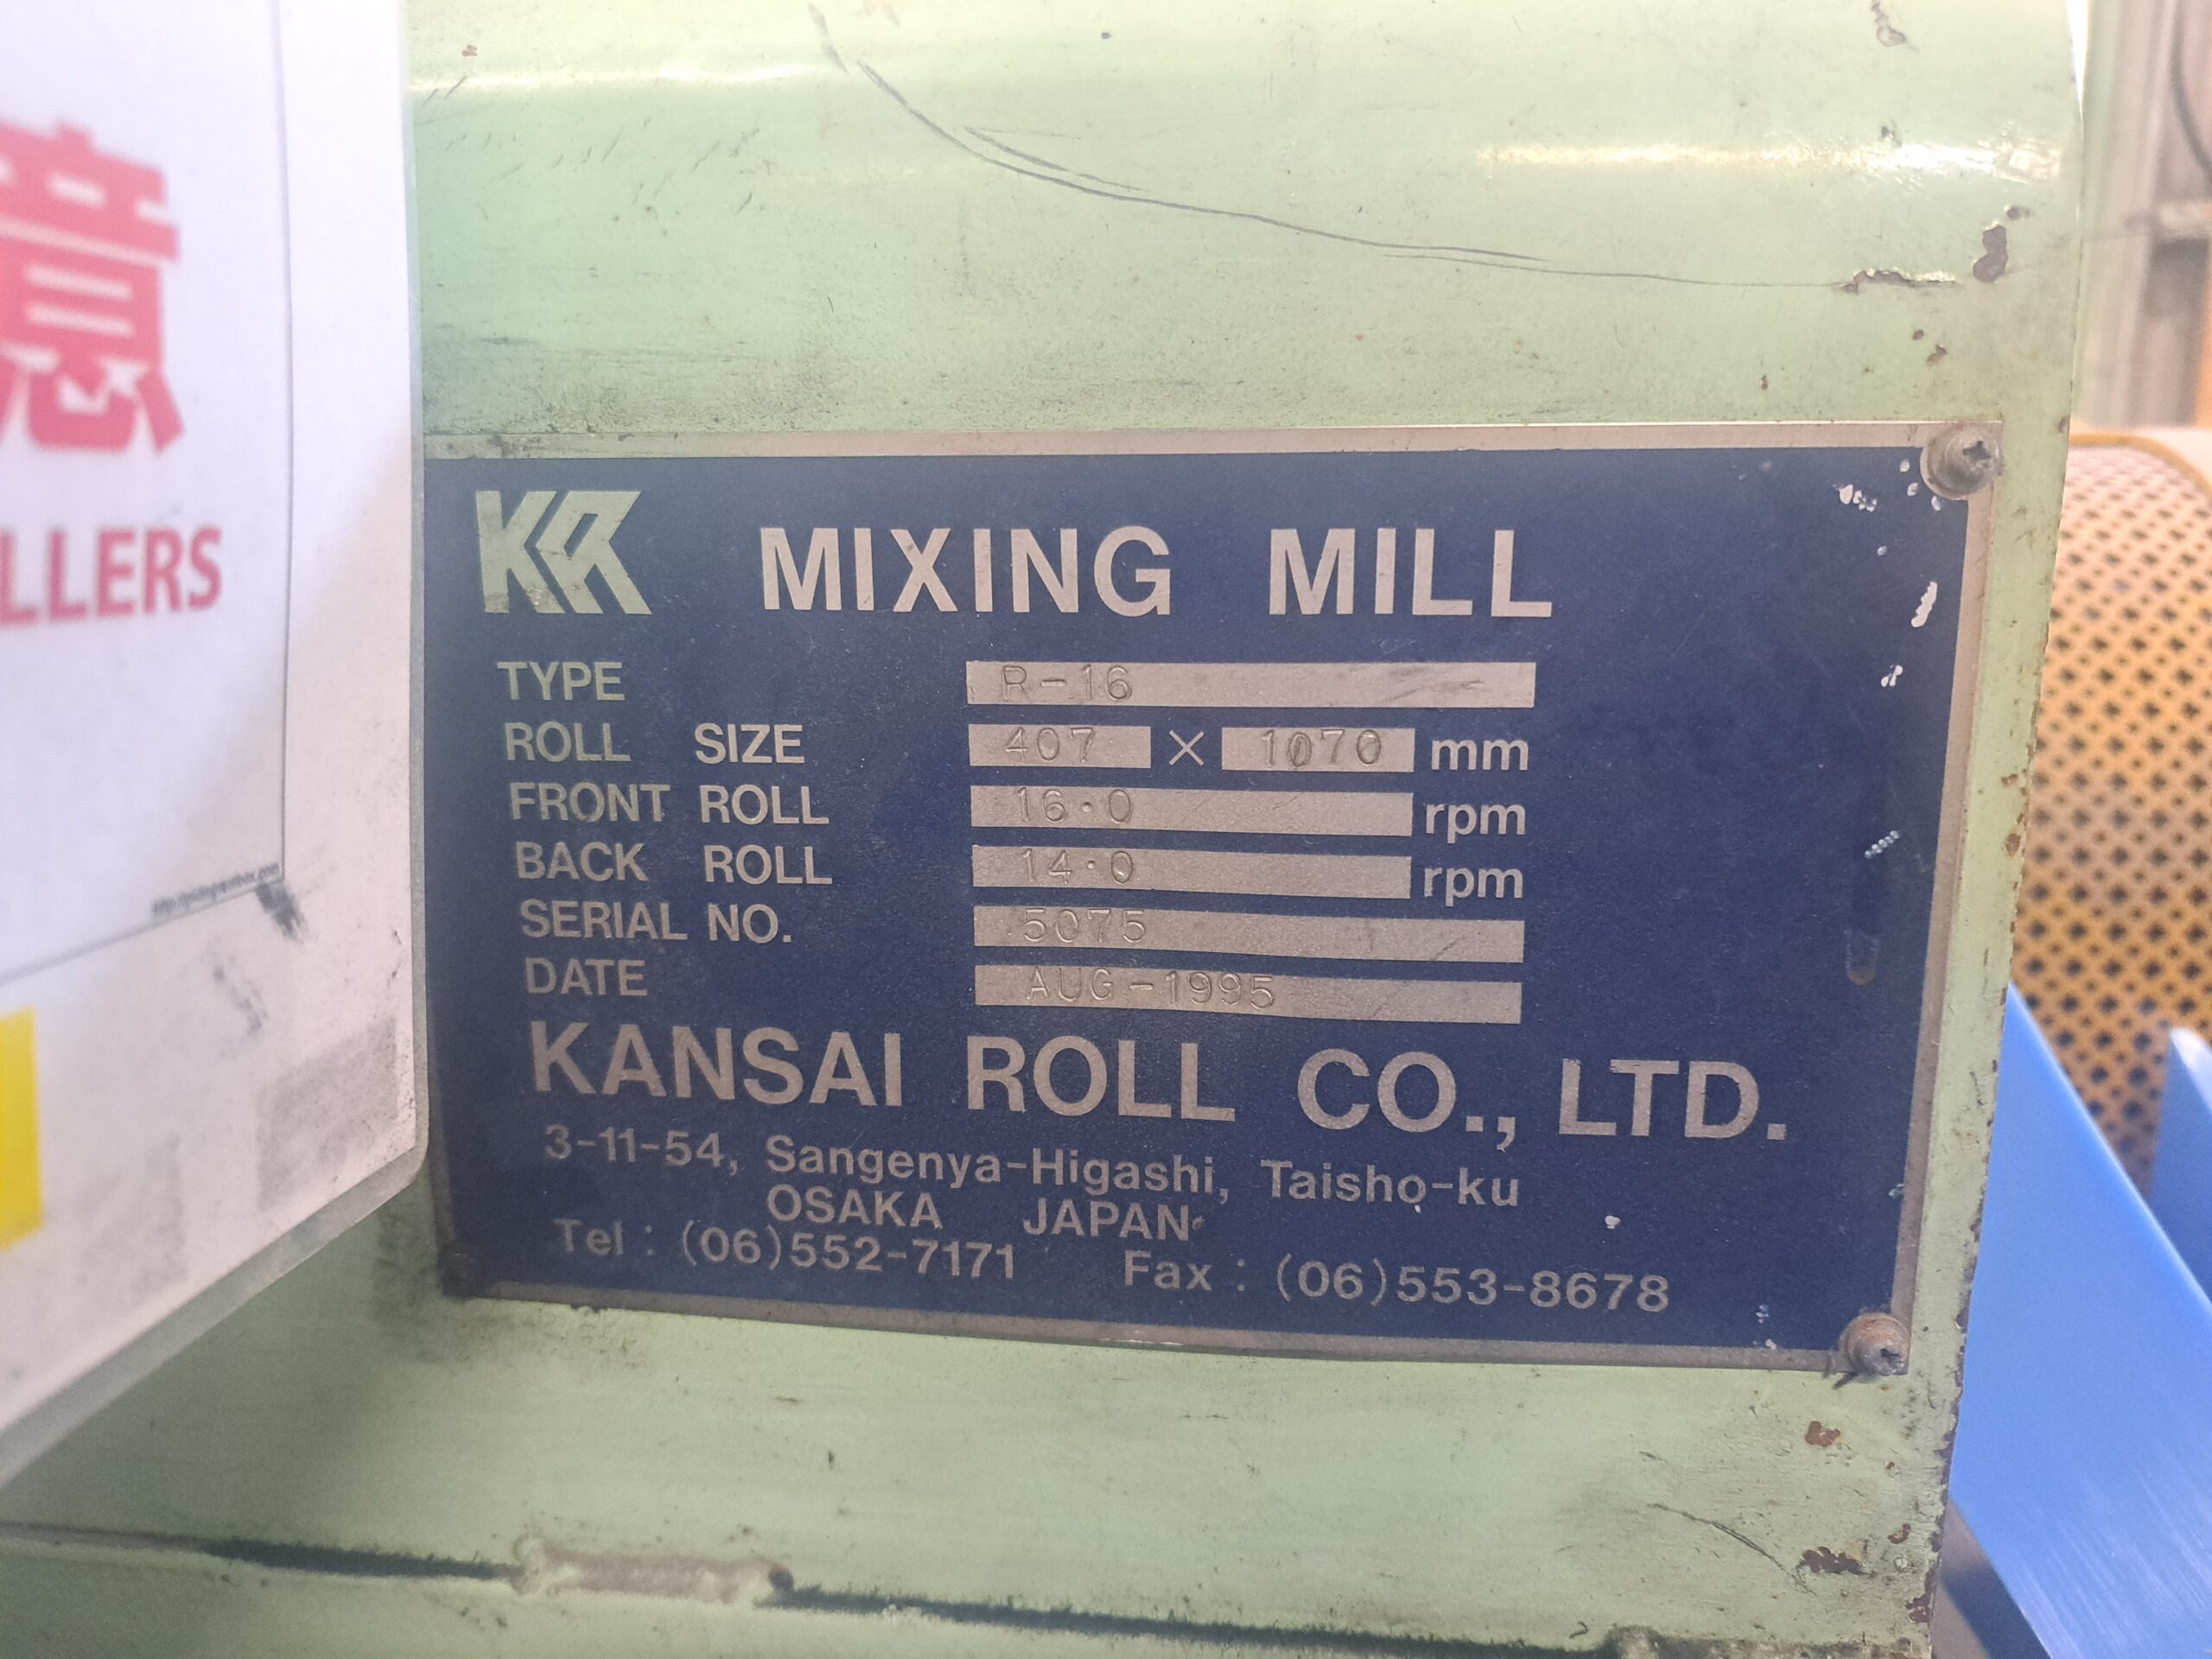 意
LLERS
KR MIXING MILL
TYPE R-16
ROLL SIZE 407 × 1070 mm
FRONT ROLL 16.0 rpm
BACK ROLL 14.0 rpm
SERIAL NO. 5075
DATE AUG-1995
KANSAI ROLL CO., LTD.
3-11-54, Sangenya-Higashi, Taisho-ku
OSAKA JAPAN
Tel : (06)552-7171 Fax : (06)553-8678